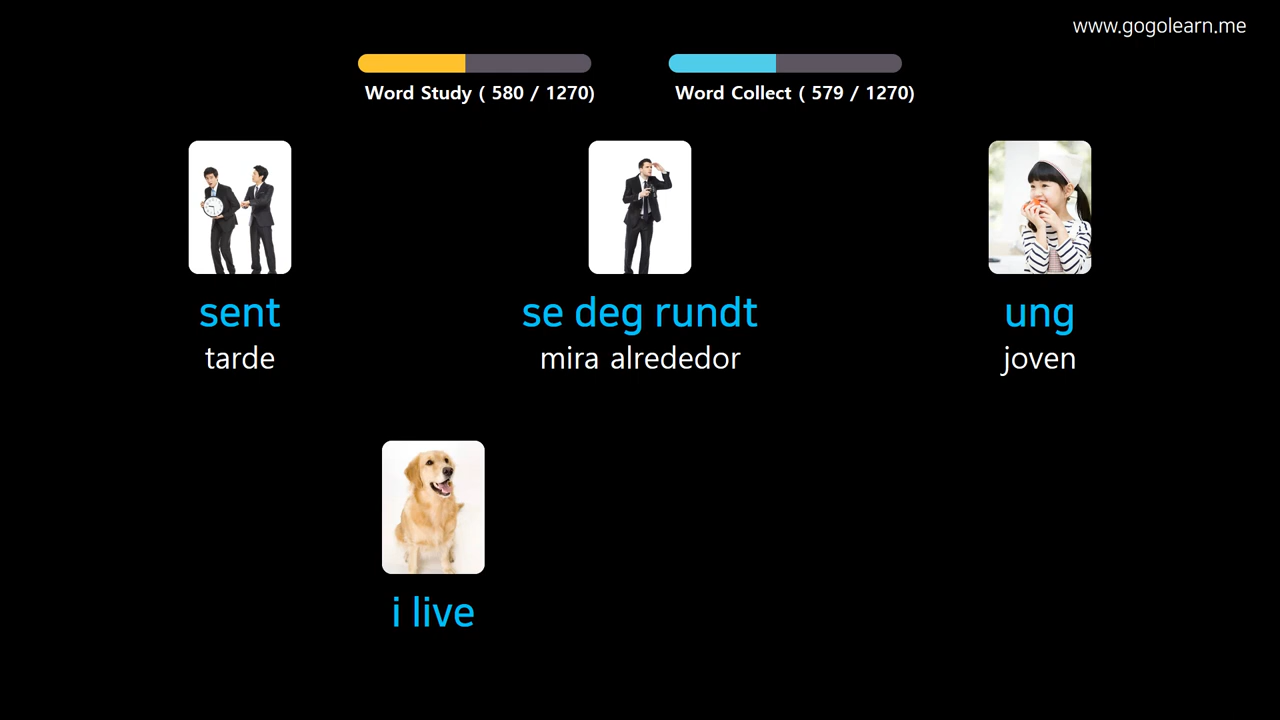 www.gogolearn.me
Word Study ( 580 / 1270)
Word Collect ( 579 / 1270)
sent
tarde
se deg rundt
mira alrededor
ung
joven
i live